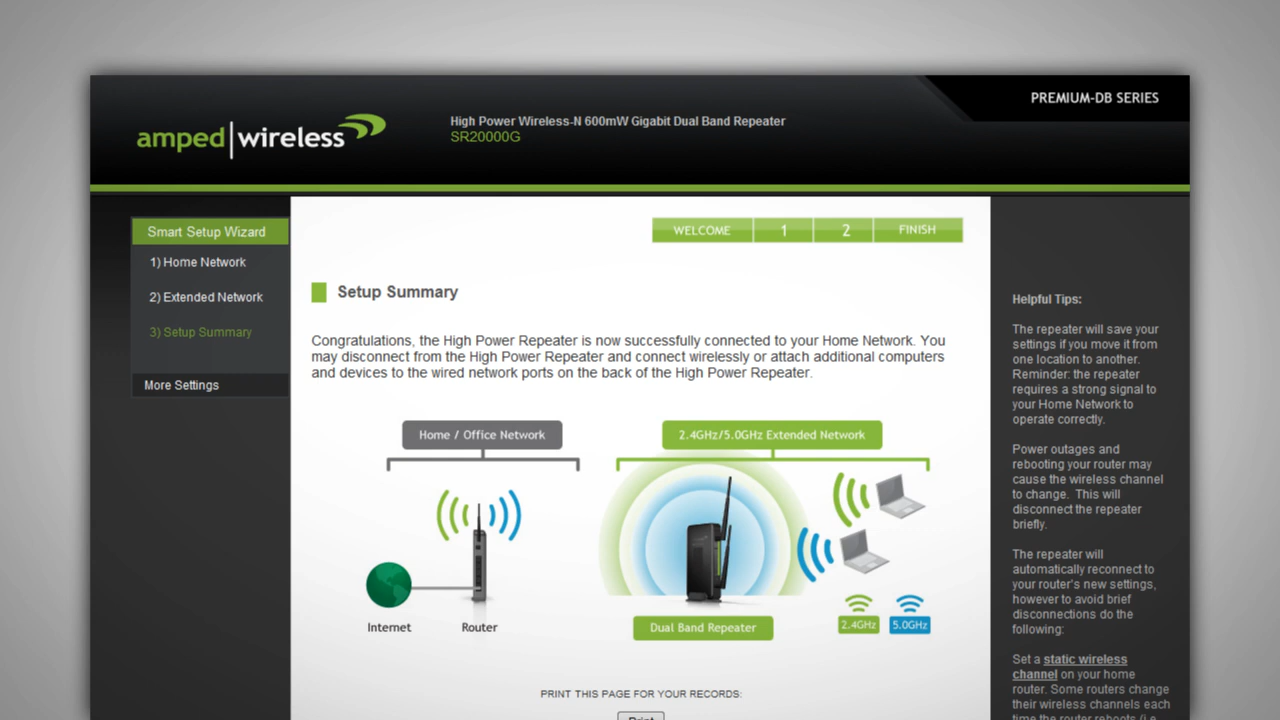 PREMIUM-DB SERIES
amped|wireless
High Power Wireless-N 600mW Gigabit Dual Band Repeater
SR20000G
Smart Setup Wizard
1) Home Network
2) Extended Network
3) Setup Summary
More Settings
WELCOME 1 2 FINISH
Setup Summary
Congratulations, the High Power Repeater is now successfully connected to your Home Network. You
may disconnect from the High Power Repeater and connect wirelessly or attach additional computers
and devices to the wired network ports on the back of the High Power Repeater.
Home / Office Network
2.4GHz/5.0GHz Extended Network
Internet
Router
Dual Band Repeater
2.4GHz
5.0GHz
PRINT THIS PAGE FOR YOUR RECORDS:
Print
Helpful Tips:
The repeater will save your
settings if you move it from
one location to another.
Reminder: the repeater
requires a strong signal to
your Home Network to
operate correctly.
Power outages and
rebooting your router may
cause the wireless channel
to change. This will
disconnect the repeater
briefly.
The repeater will
automatically reconnect to
your router's new settings,
however to avoid brief
disconnections do the
following:
Set a static wireless
channel on your home
router. Some routers change
their wireless channels each
time the router reboots (i.e